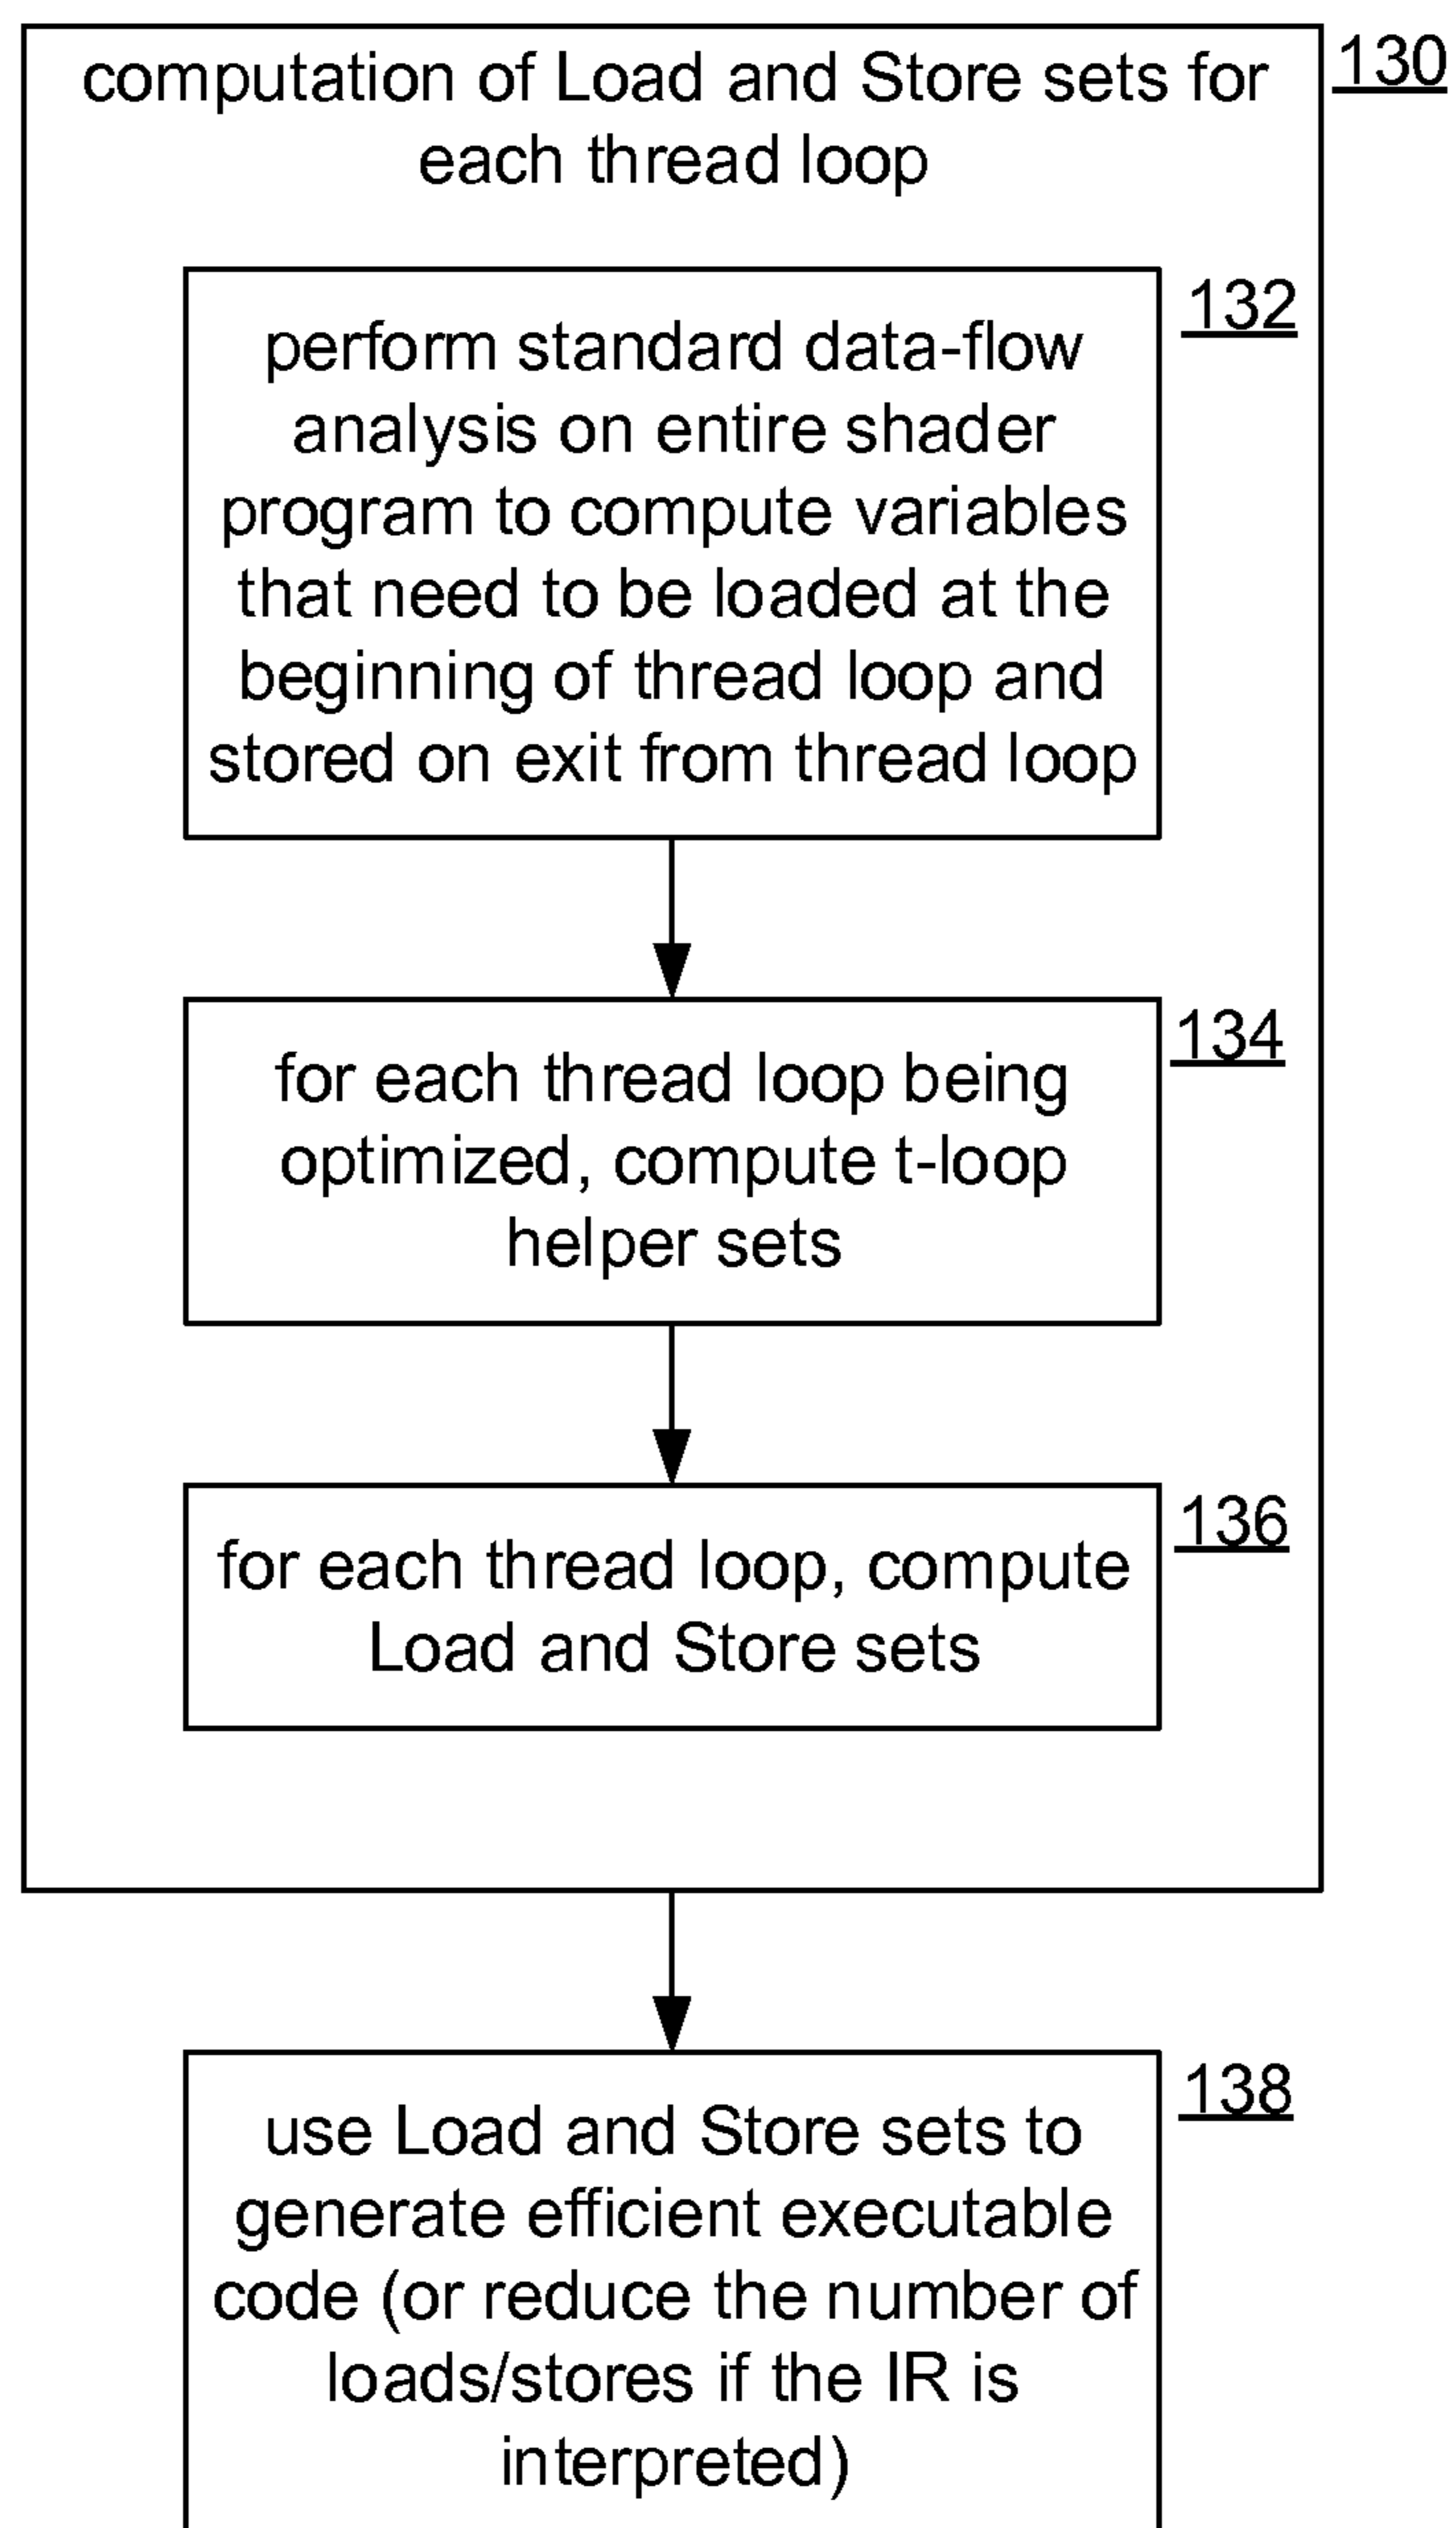 computation of Load and Store sets for
each thread loop
130
perform standard data-flow
analysis on entire shader
program to compute variables
that need to be loaded at the
beginning of thread loop and
stored on exit from thread loop
132
for each thread loop being
optimized, compute t-loop
helper sets
134
for each thread loop, compute
Load and Store sets
136
use Load and Store sets to
generate efficient executable
code (or reduce the number of
loads/stores if the IR is
interpreted)
138